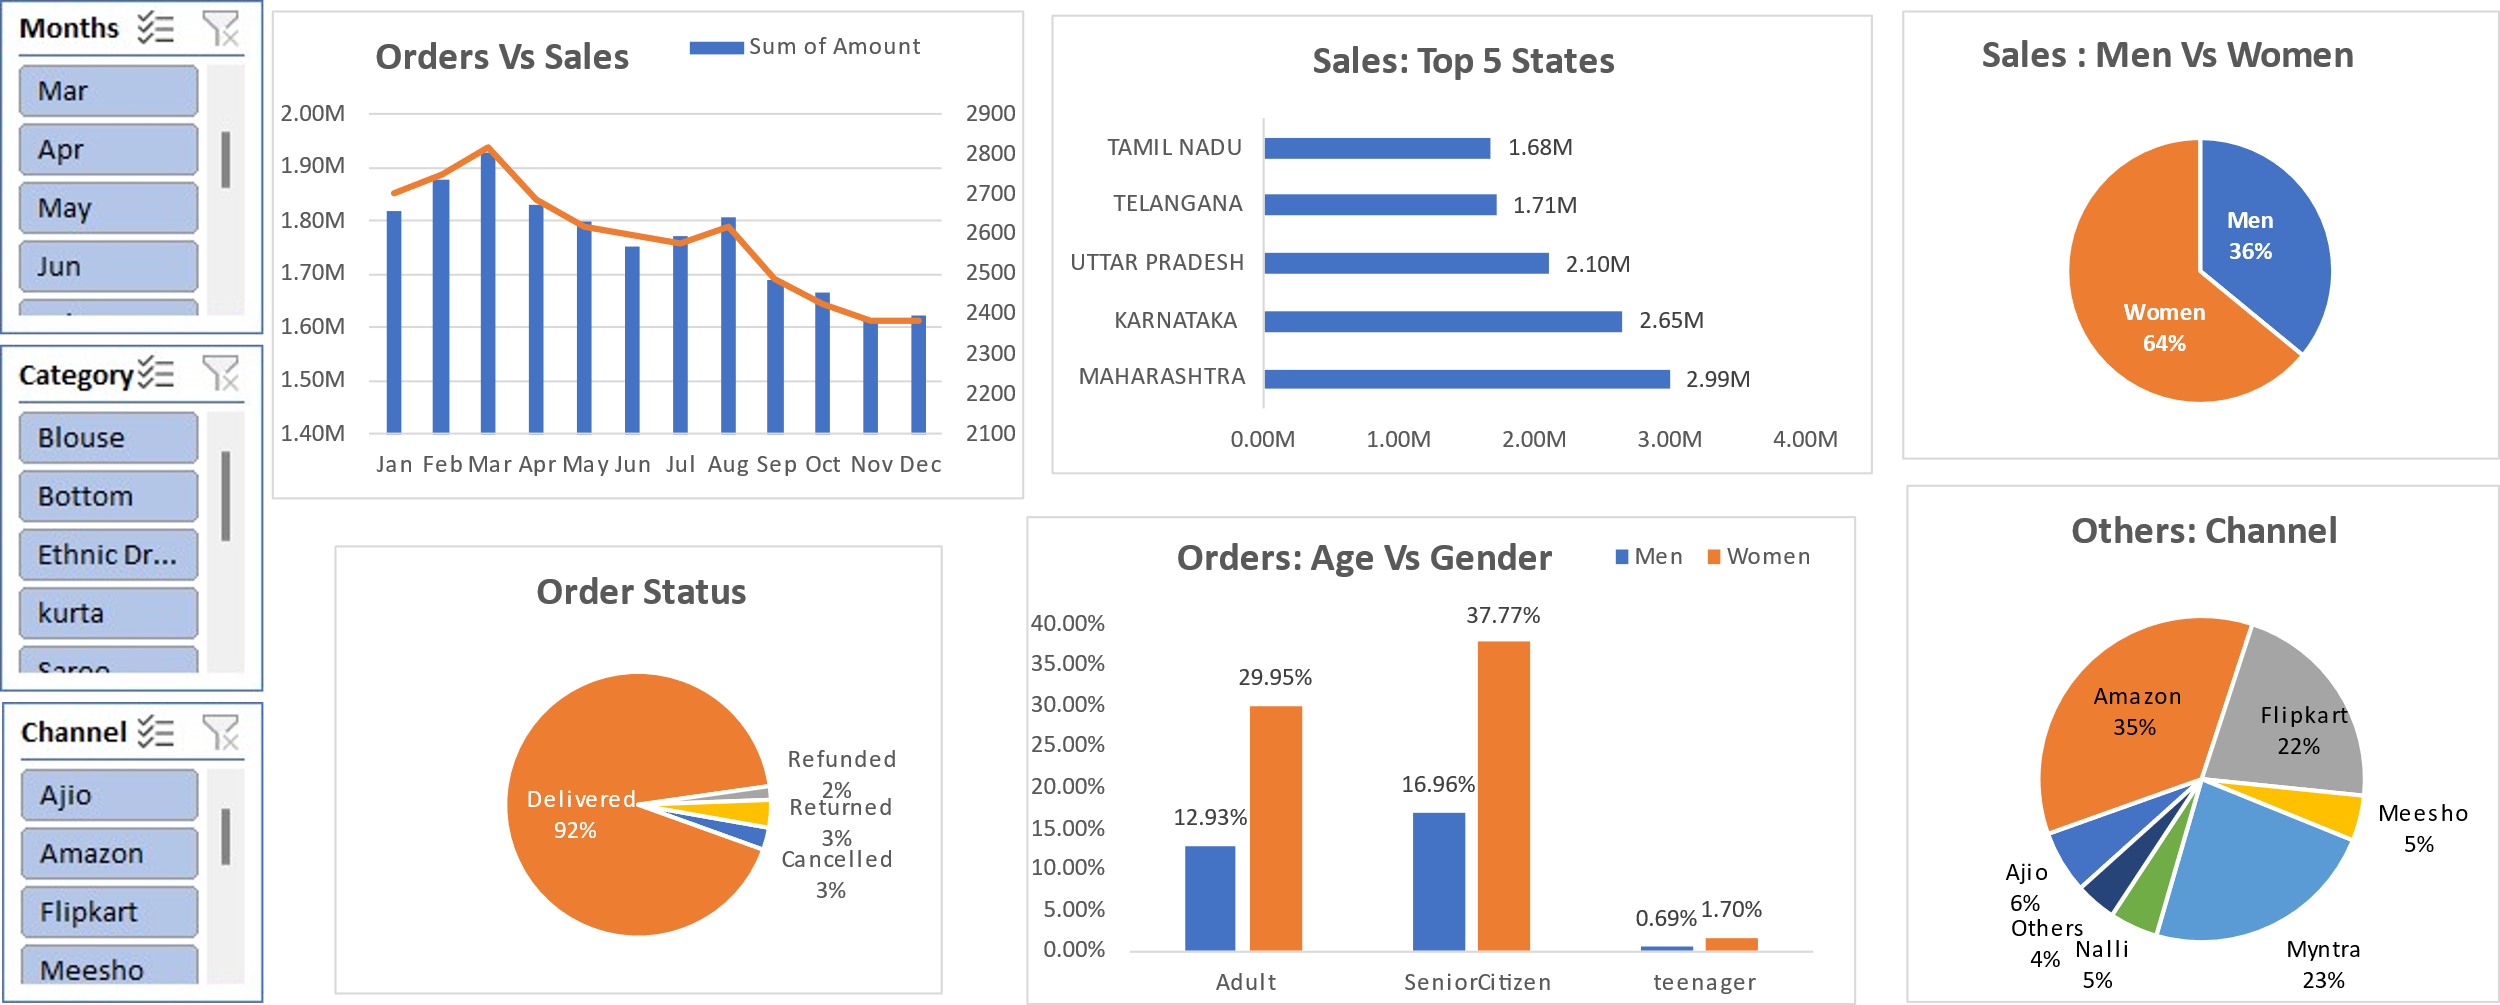 Months
Mar
Apr
May
Jun
Category
Blouse
Bottom
Ethnic Dr...
kurta
Saree
Channel
Ajio
Amazon
Flipkart
Meesho
Orders Vs Sales
Sum of Amount
2.00M
1.90M
1.80M
1.70M
1.60M
1.50M
1.40M
2900
2800
2700
2600
2500
2400
2300
2200
2100
Jan Feb Mar Apr May Jun Jul Aug Sep Oct Nov Dec
Sales: Top 5 States
TAMIL NADU 1.68M
TELANGANA 1.71M
UTTAR PRADESH 2.10M
KARNATAKA 2.65M
MAHARASHTRA 2.99M
0.00M 1.00M 2.00M 3.00M 4.00M
Sales : Men Vs Women
Men
36%
Women
64%
Order Status
Delivered
92%
Refunded
2%
Returned
3%
Cancelled
3%
Orders: Age Vs Gender
Men Women
40.00%
35.00%
30.00%
25.00%
20.00%
15.00%
10.00%
5.00%
0.00%
12.93%
29.95%
16.96%
37.77%
0.69%
1.70%
Adult SeniorCitizen teenager
Others: Channel
Amazon
35%
Flipkart
22%
Meesho
5%
Myntra
23%
Nalli
5%
Others
4%
Ajio
6%